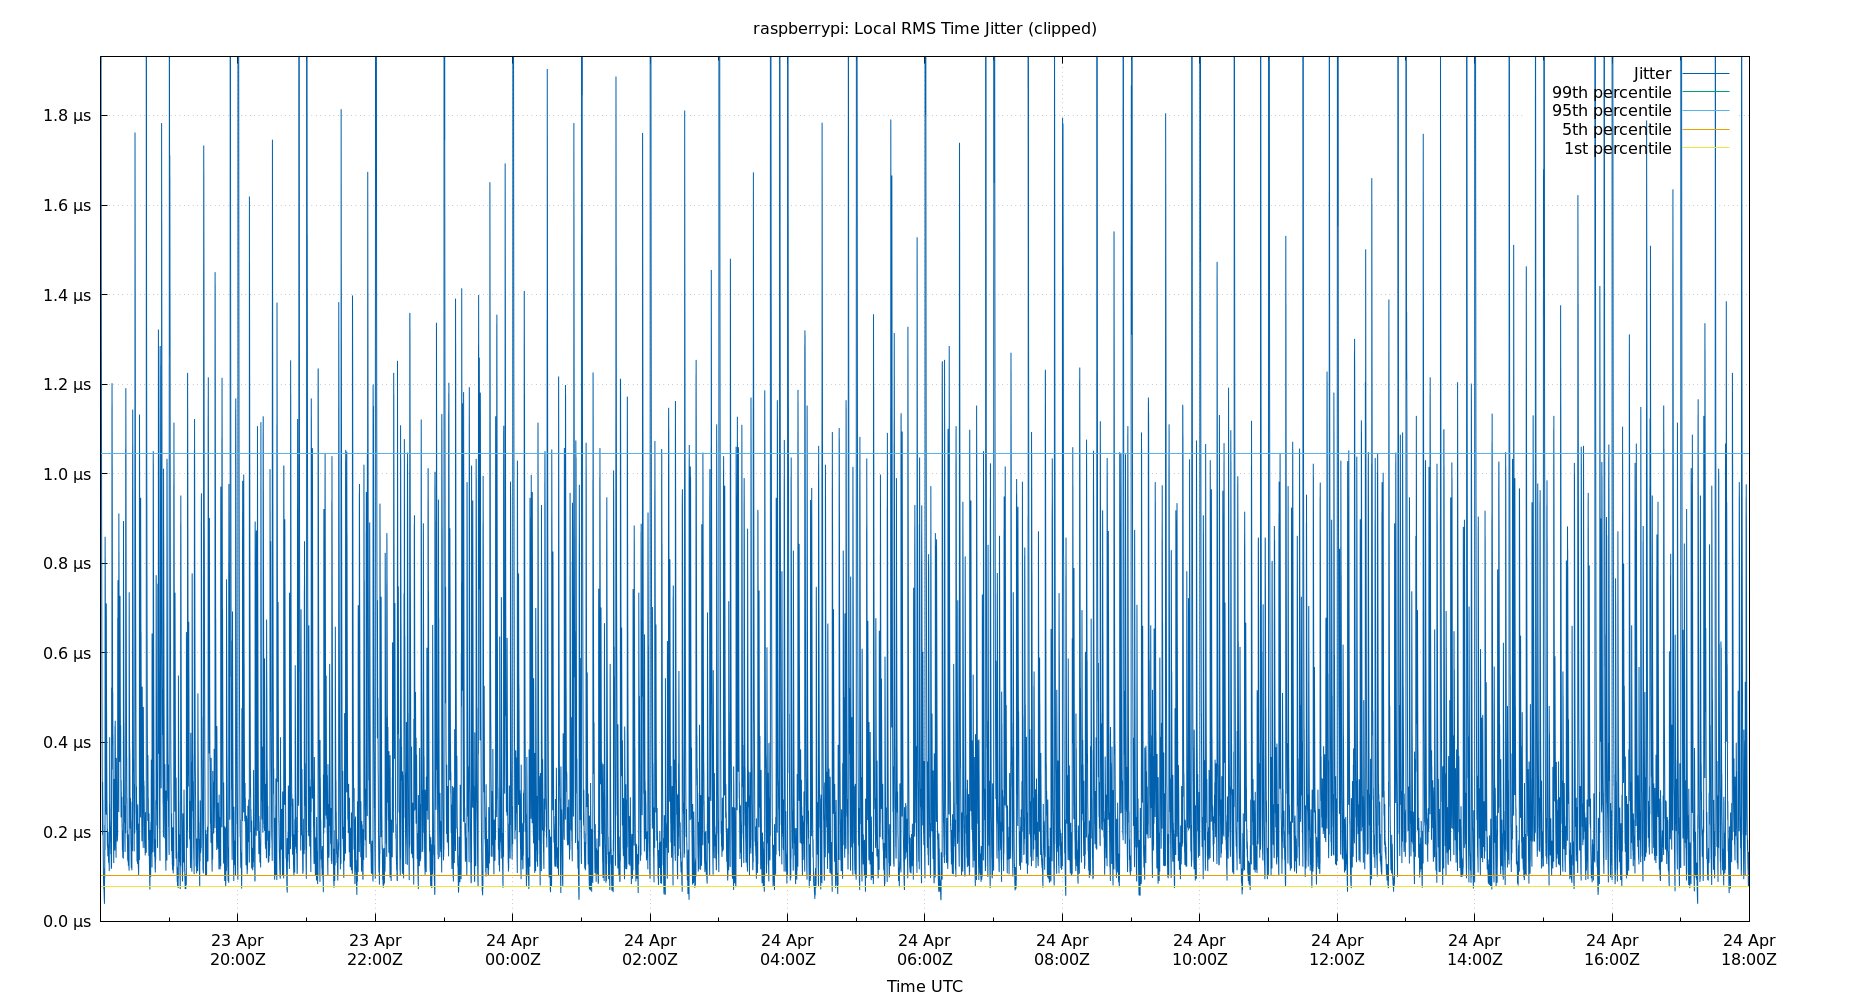 raspberrypi: Local RMS Time Jitter (clipped)
Jitter
99th percentile
95th percentile
5th percentile
1st percentile
1.8 μs
1.6 μs
1.4 μs
1.2 μs
1.0 μs
0.8 μs
0.6 μs
0.4 μs
0.2 μs
0.0 μs
23 Apr 23 Apr 24 Apr 24 Apr 24 Apr 24 Apr 24 Apr 24 Apr 24 Apr 24 Apr 24 Apr 24 Apr
20:00Z 22:00Z 00:00Z 02:00Z 04:00Z 06:00Z 08:00Z 10:00Z 12:00Z 14:00Z 16:00Z 18:00Z
Time UTC